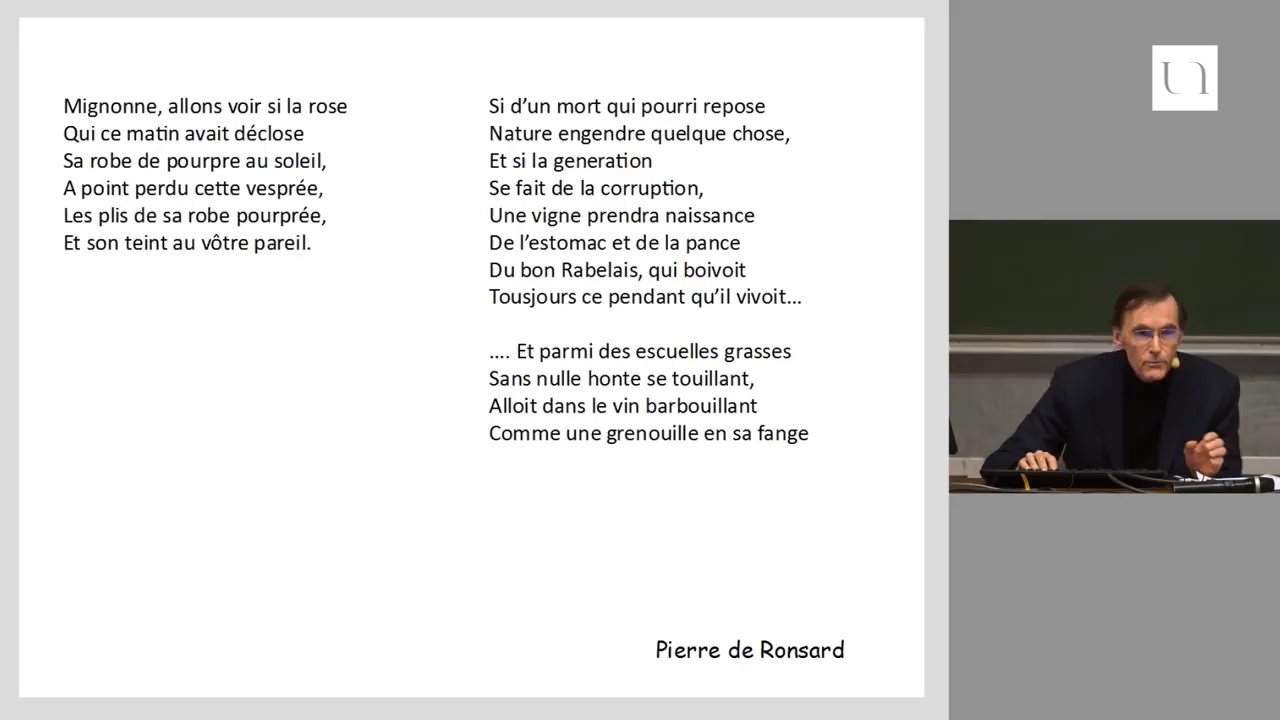 Mignonne, allons voir si la rose
Qui ce matin avait déclose
Sa robe de pourpre au soleil,
A point perdu cette vesprée,
Les plis de sa robe pourprée,
Et son teint au vôtre pareil.
Si d’un mort qui pourri repose
Nature engendre quelque chose,
Et si la generation
Se fait de la corruption,
Une vigne prendra naissance
De l’estomac et de la pance
Du bon Rabelais, qui boivoit
Tousjours ce pendant qu’il vivoit…
…. Et parmi des escuelles grasses
Sans nulle honte se touillant,
Alloit dans le vin barbouillant
Comme une grenouille en sa fange
Pierre de Ronsard